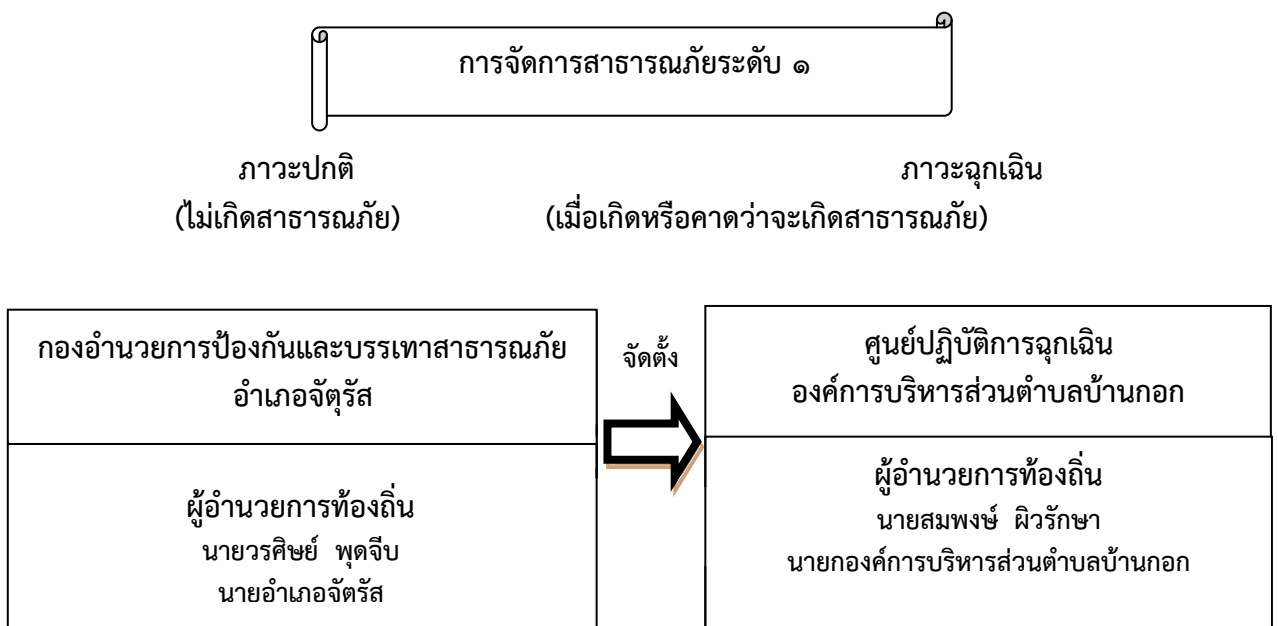 การจัดการสาธารณภัยระดับ ๑
ภาวะปกติ
(ไม่เกิดสาธารณภัย)
ภาวะฉุกเฉิน
(เมื่อเกิดหรือคาดว่าจะเกิดสาธารณภัย)
กองอำนวยการป้องกันและบรรเทาสาธารณภัย
อำเภอจัตุรัส
ผู้อำนวยการท้องถิ่น
นายวรศิษย์ พุดจีบ
นายอำเภอจัตรัส
จัดตั้ง
ศูนย์ปฏิบัติการฉุกเฉิน
องค์การบริหารส่วนตำบลบ้านกอก
ผู้อำนวยการท้องถิ่น
นายสมพงษ์ ผิวรักษา
นายกองค์การบริหารส่วนตำบลบ้านกอก